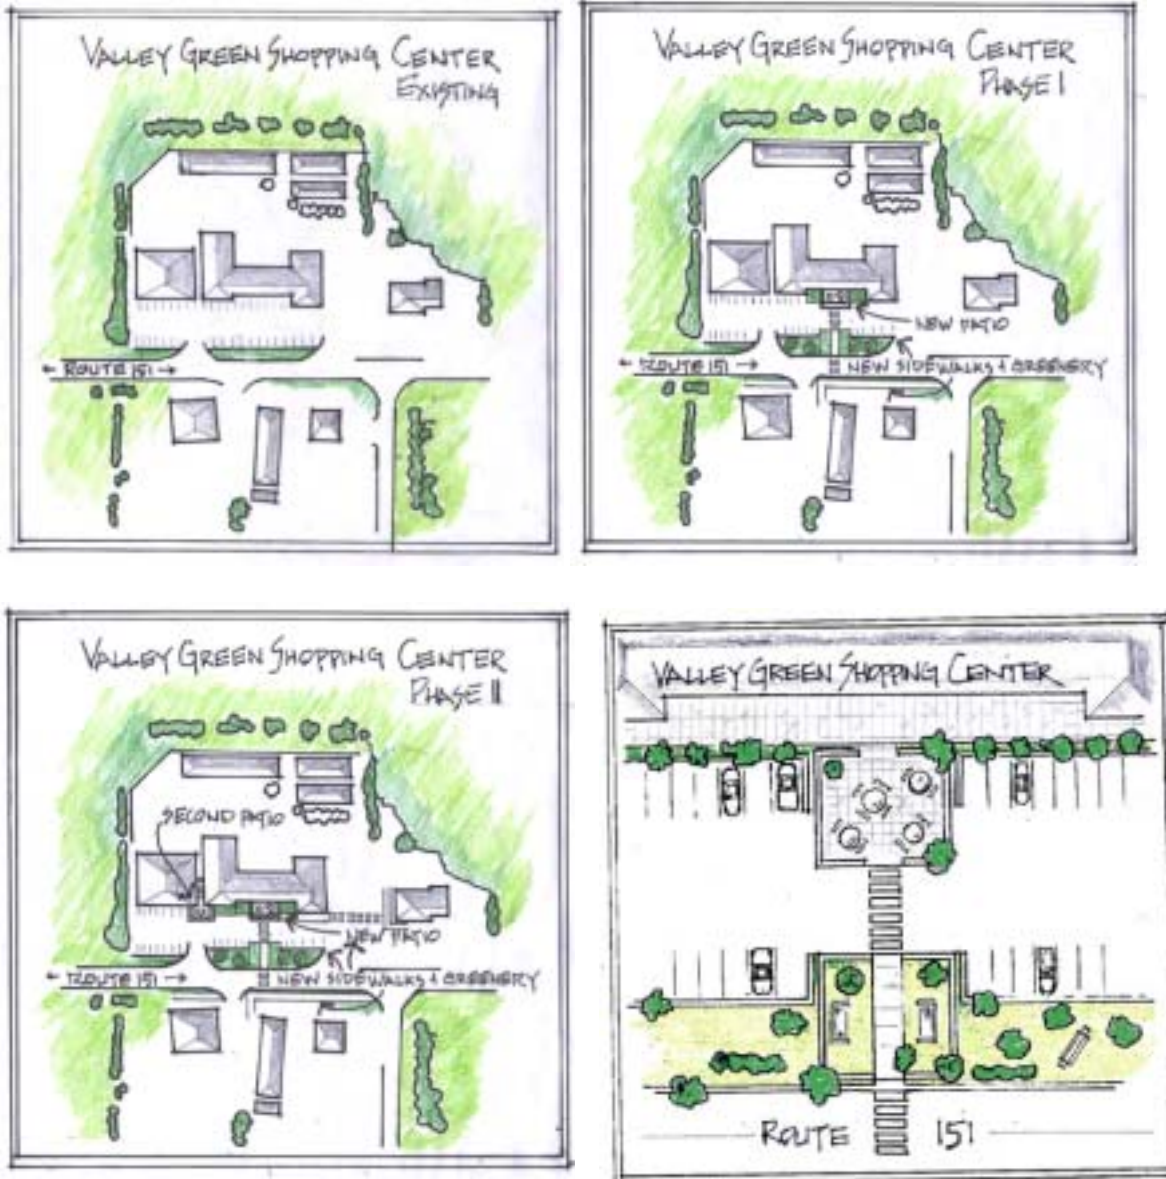 VALLEY GREEN SHOPPING CENTER
EXISTING
ROUTE 151
VALLEY GREEN SHOPPING CENTER
PHASE I
NEW PATIO
ROUTE 151
NEW SIDEWALKS + GREENERY
VALLEY GREEN SHOPPING CENTER
PHASE II
SECOND PATIO
NEW PATIO
ROUTE 151
NEW SIDEWALKS + GREENERY
VALLEY GREEN SHOPPING CENTER
ROUTE 151